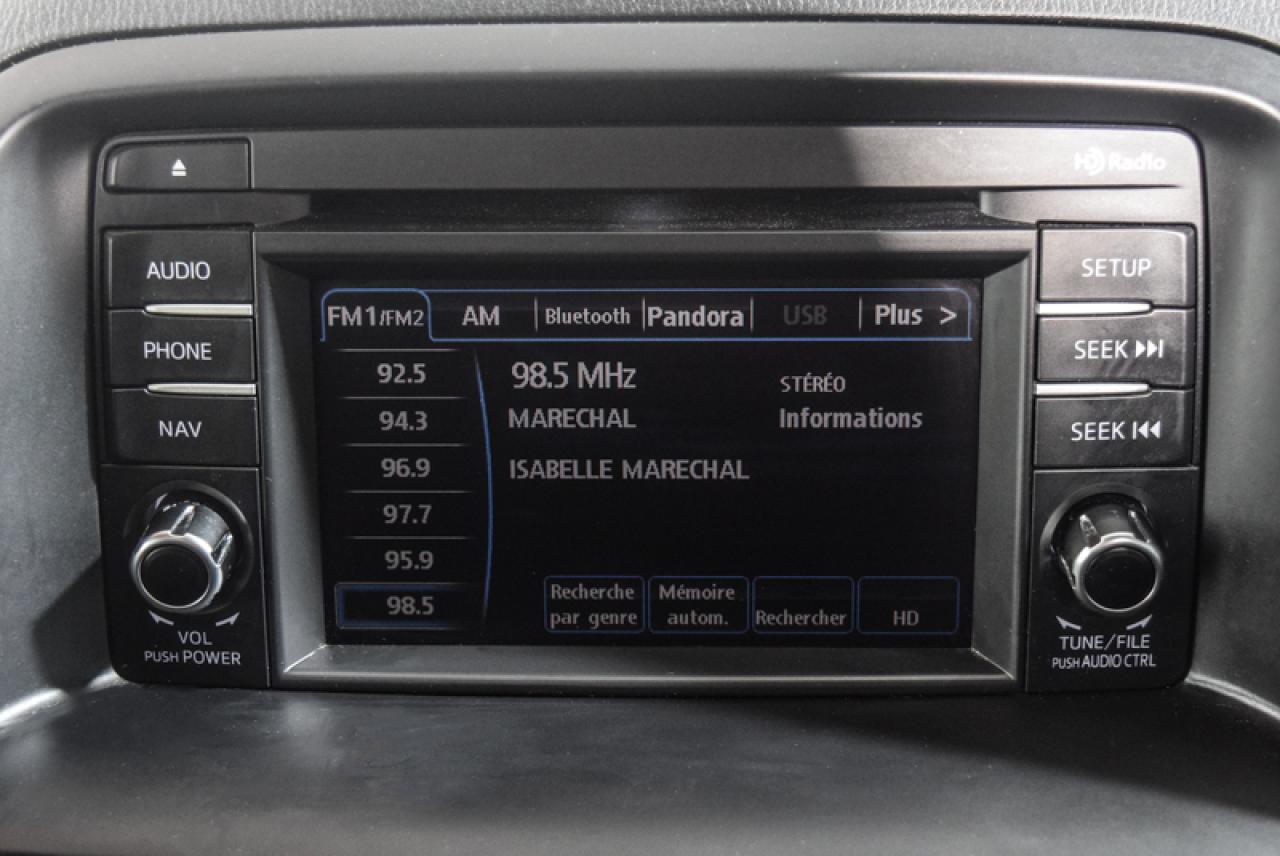 HD Radio
AUDIO
PHONE
NAV
VOL
PUSH POWER
FM1/FM2 AM Bluetooth Pandora USB Plus >
92.5
94.3
96.9
97.7
95.9
98.5
98.5 MHz STÉRÉO
MARECHAL Informations
ISABELLE MARECHAL
Recherche
par genre
Mémoire
autom.
Rechercher
HD
SETUP
SEEK
SEEK
TUNE/FILE
PUSH AUDIO CTRL